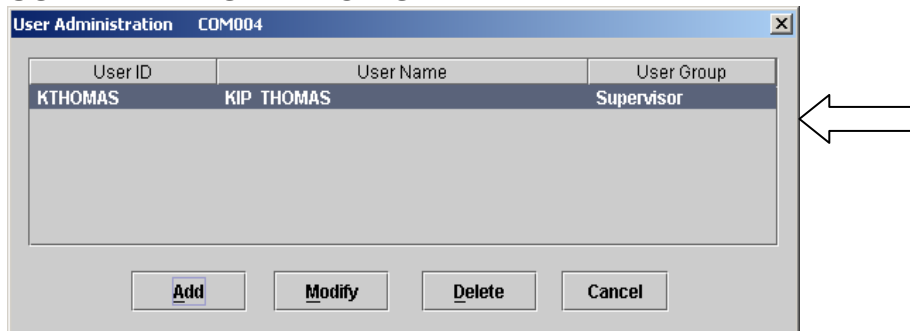 User Administration COM004
User ID User Name User Group
KTHOMAS KIP THOMAS Supervisor
Add Modify Delete Cancel